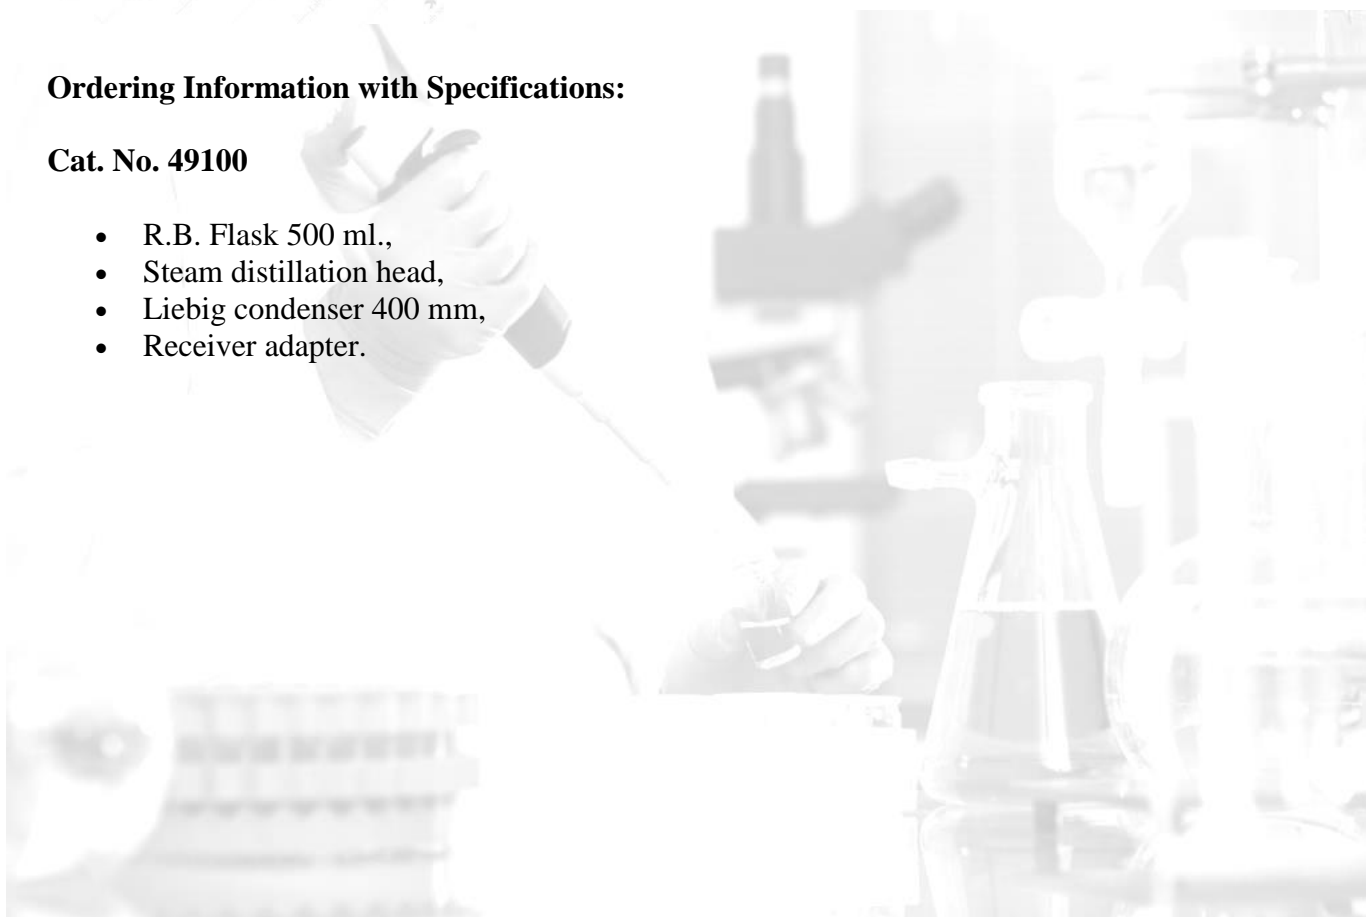 Ordering Information with Specifications:
Cat. No. 49100
• R.B. Flask 500 ml.,
• Steam distillation head,
• Liebig condenser 400 mm,
• Receiver adapter.